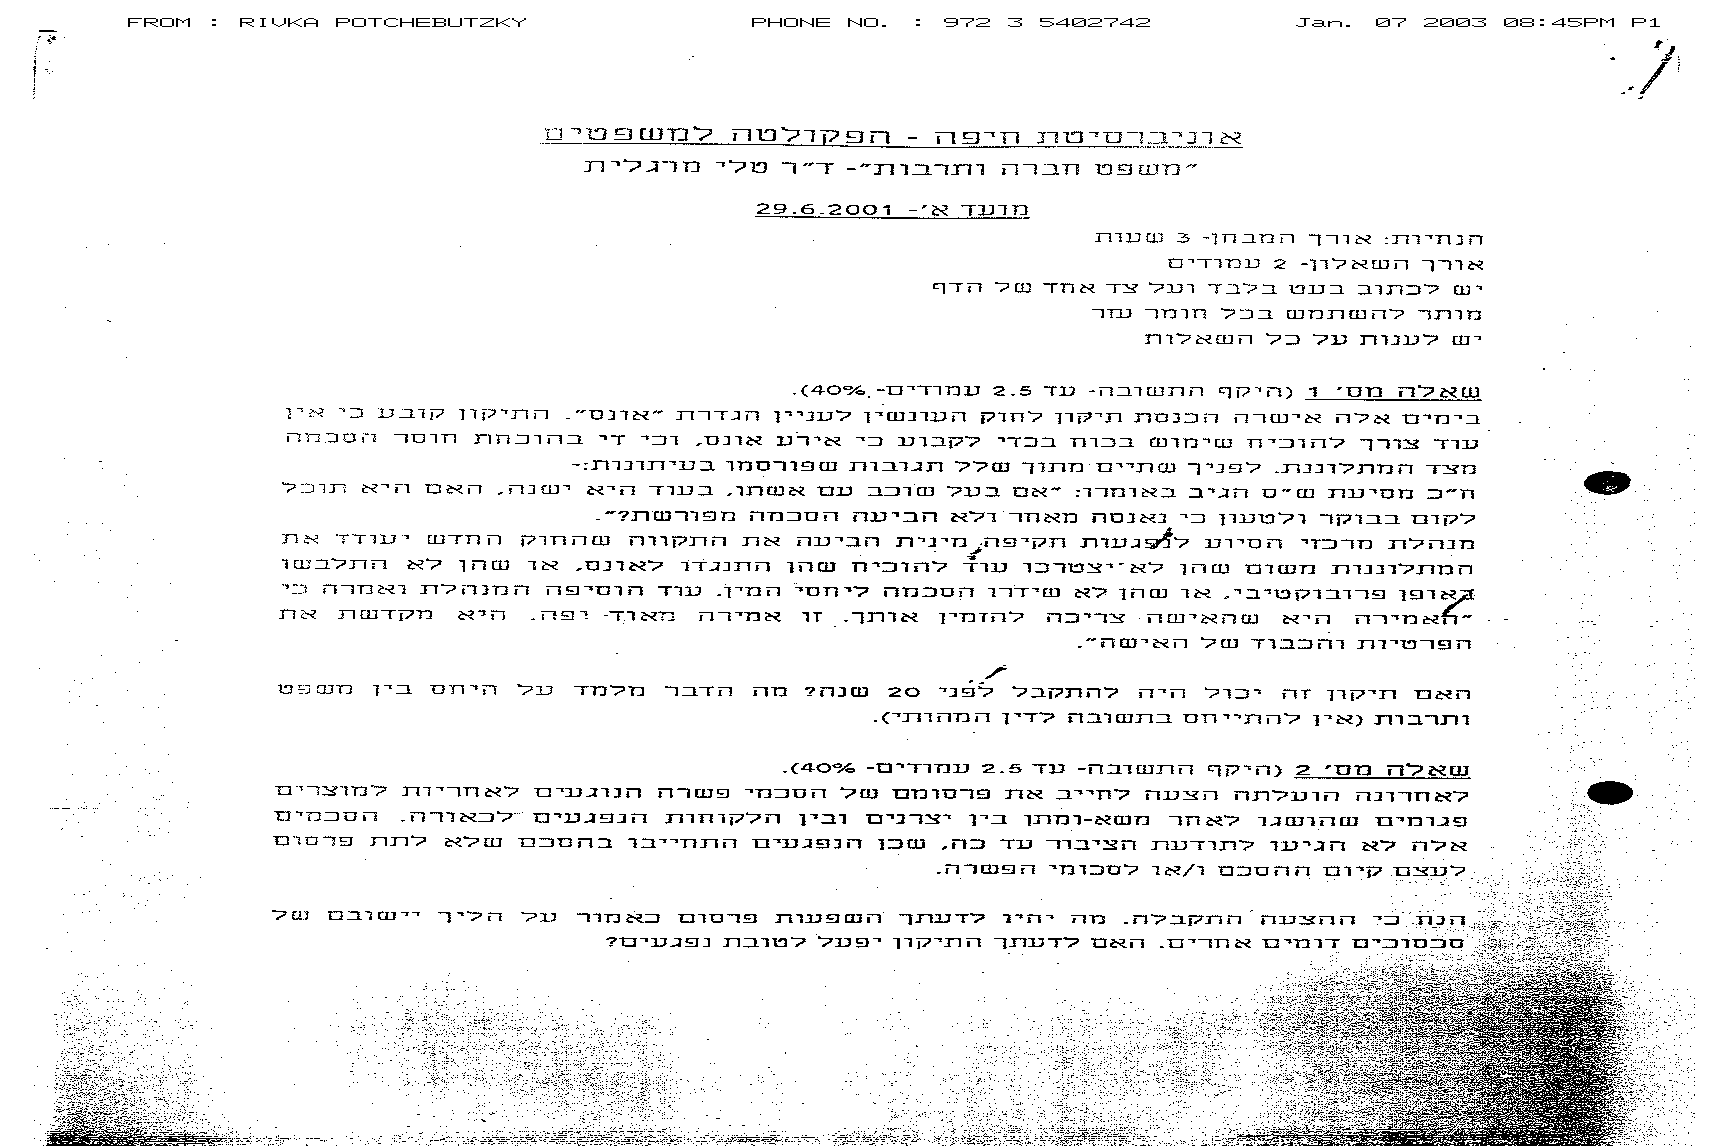 FROM : RIVKA POTCHEBUTZKY PHONE NO. : 972 3 5402742 Jan. 07 2003 08:45PM P1
אוניברסיטת חיפה - הפקולטה למשפטים
"משפט חברה ותרבות"- ד"ר טלי מרגלית
מועד א'- 29.6.2001
הנחיות: אורך המבחן- 3 שעות
אורך השאלון- 2 עמודים
יש לכתוב בעט בלבד ועל צד אחד של הדף
מותר להשתמש בכל חומר עזר
יש לענות על כל השאלות
שאלה מס' 1 (היקף התשובה- עד 2.5 עמודים- 40%).
בימים אלה אישרה הכנסת תיקון לחוק העונשין לעניין הגדרת "אונס". התיקון קובע כי אין
עוד צורך להוכיח שימוש בכוח בכדי לקבוע כי אירע אונס, וכי די בהוכחת חוסר הסכמה
מצד המתלוננת. לפניך שתיים מתוך שלל תגובות שפורסמו בעיתונות:-
ח"כ מסיעת ש"ס הגיב באומרו: "אם בעל שוכב עם אשתו, בעוד היא ישנה, האם היא תוכל
לקום בבוקר ולטעון כי נאנסה מאחר ולא הביעה הסכמה מפורשת?".
מנהלת מרכזי הסיוע לנפגעות תקיפה מינית הביעה את התקווה שהחוק החדש יעודד את
המתלוננות משום שהן לא יצטרכו עוד להוכיח שהן התנגדו לאונס, או שהן לא התלבשו
באופן פרובוקטיבי, או שהן לא שידרו הסכמה ליחסי המין. עוד הוסיפה המנהלת ואמרה כי
"האמירה היא שהאישה צריכה להזמין אותך. זו אמירה מאוד יפה. היא מקדשת את
הפרטיות והכבוד של האישה".
האם תיקון זה יכול היה להתקבל לפני 20 שנה? מה הדבר מלמד על היחס בין משפט
ותרבות (אין להתייחס בתשובה לדין המהותי).
שאלה מס' 2 (היקף התשובה- עד 2.5 עמודים- 40%).
לאחרונה הועלתה הצעה לחייב את פרסומם של הסכמי פשרה הנוגעים לאחריות למוצרים
פגומים שהושגו לאחר משא-ומתן בין יצרנים ובין הלקוחות הנפגעים לכאורה. הסכמים
אלה לא הגיעו לתודעת הציבור עד כה, שכן הנפגעים התחייבו בהסכם שלא לתת פרסום
לעצם קיום ההסכם ו/או לסכומי הפשרה.
הנח כי ההצעה התקבלה. מה יהיו לדעתך השפעות פרסום כאמור על הליך יישובם של
סכסוכים דומים אחרים. האם לדעתך התיקון יפעל לטובת נפגעים?